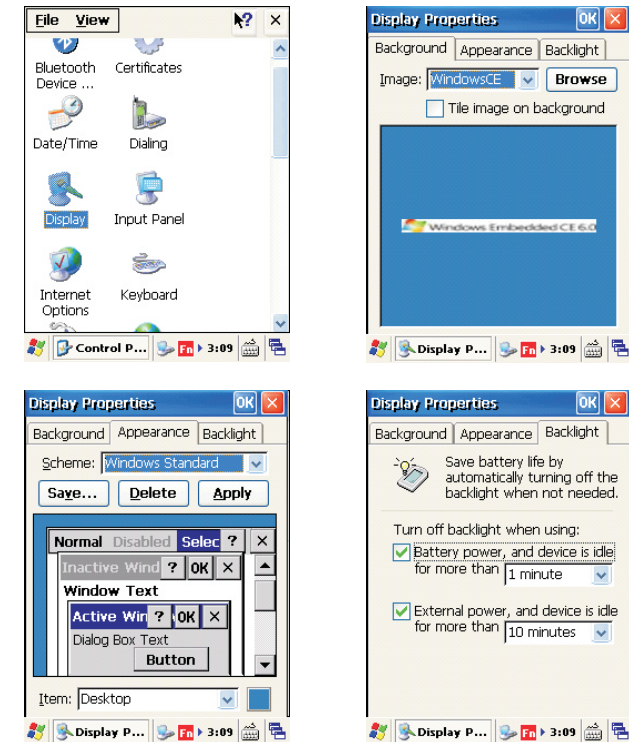 File View ?
Bluetooth Device ...
Certificates
Date/Time
Dialing
Display
Input Panel
Internet Options
Keyboard
Control P... Fn 3:09
Display Properties OK
Background Appearance Backlight
Image: WindowsCE Browse
Tile image on background
Windows Embedded CE 6.0
Display P... Fn 3:09
Display Properties OK
Background Appearance Backlight
Scheme: Windows Standard
Save... Delete Apply
Normal Disabled Selec ?
Inactive Wind ? OK
Window Text
Active Win ? OK
Dialog Box Text
Button
Item: Desktop
Display P... Fn 3:09
Display Properties OK
Background Appearance Backlight
Save battery life by
automatically turning off the
backlight when not needed.
Turn off backlight when using:
Battery power, and device is idle
for more than 1 minute
External power, and device is idle
for more than 10 minutes
Display P... Fn 3:09